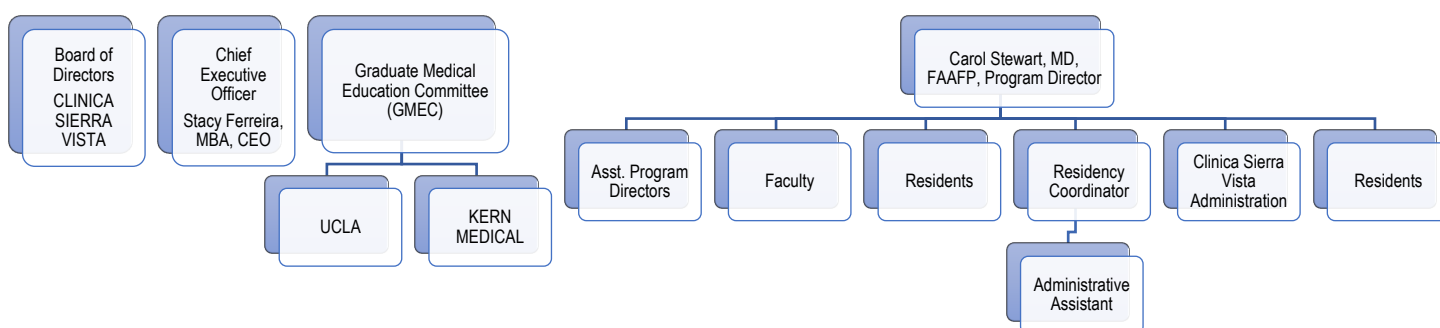 Board of
Directors
CLINICA
SIERRA
VISTA
Chief
Executive
Officer
Stacy Ferreira,
MBA, CEO
Graduate Medical
Education Committee
(GMEC)
UCLA
KERN
MEDICAL
Carol Stewart, MD,
FAAFP, Program Director
Asst. Program
Directors
Faculty
Residents
Residency
Coordinator
Clinica Sierra
Vista
Administration
Residents
Administrative
Assistant